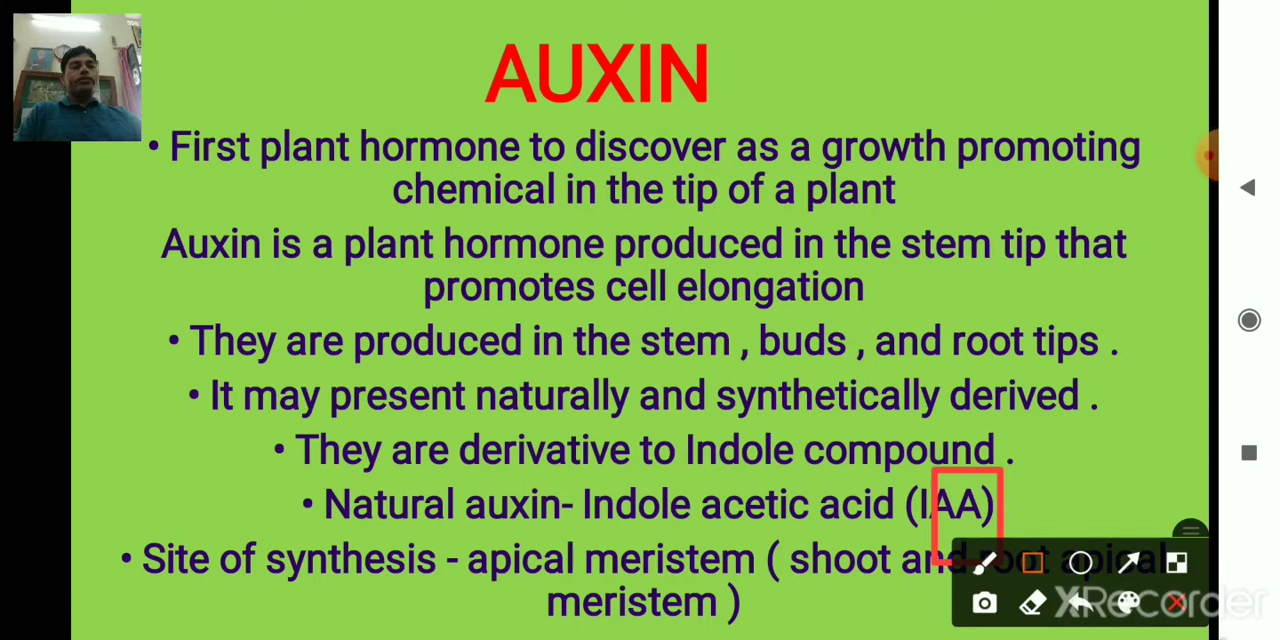 AUXIN
• First plant hormone to discover as a growth promoting
chemical in the tip of a plant
Auxin is a plant hormone produced in the stem tip that
promotes cell elongation
• They are produced in the stem , buds , and root tips .
• It may present naturally and synthetically derived .
• They are derivative to Indole compound .
• Natural auxin- Indole acetic acid (IAA)
• Site of synthesis - apical meristem ( shoot and root apical
meristem )
XRecorder